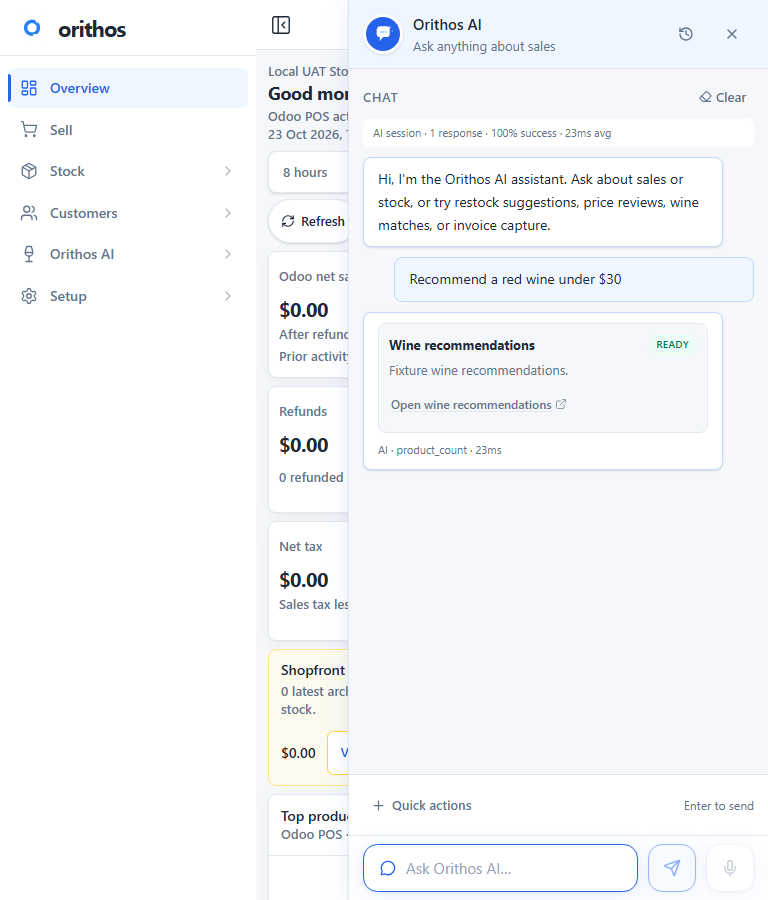 orithos
Overview
Sell
Stock
Customers
Orithos AI
Setup
Local UAT Sto
Good mor
Odoo POS act
23 Oct 2026,
8 hours
Refresh
Odoo net sa
$0.00
After refund
Prior activity
Refunds
$0.00
0 refunded
Net tax
$0.00
Sales tax les
Shopfront
0 latest arch
stock.
$0.00
V
Top produ
Odoo POS ·
Orithos AI
Ask anything about sales
CHAT
Clear
AI session · 1 response · 100% success · 23ms avg
Hi, I'm the Orithos AI assistant. Ask about sales or
stock, or try restock suggestions, price reviews, wine
matches, or invoice capture.
Recommend a red wine under $30
Wine recommendations
READY
Fixture wine recommendations.
Open wine recommendations
AI · product_count · 23ms
Quick actions
Enter to send
Ask Orithos AI...